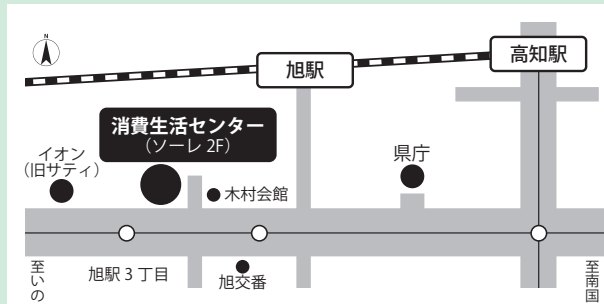 N
高知駅
旭駅
消費生活センター
(ソーレ 2F)
イオン
(旧サティ)
県庁
木村会館
旭駅 3 丁目
旭交番
至いの
至南国